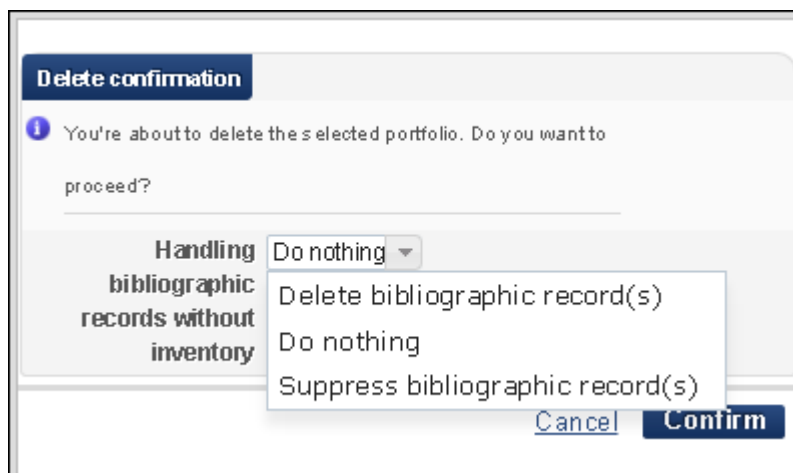 Delete confirmation
You're about to delete the selected portfolio. Do you want to
proceed?
Handling
bibliographic
records without
inventory
Do nothing
Delete bibliographic record(s)
Do nothing
Suppress bibliographic record(s)
Cancel
Confirm